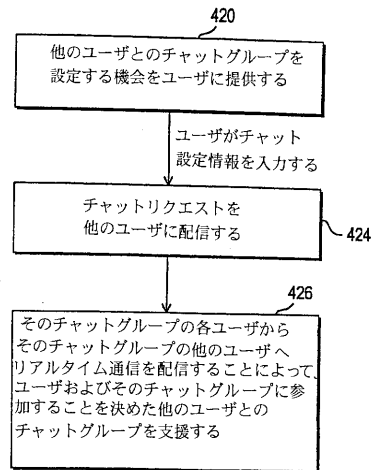 420
他のユーザとのチャットグループを
設定する機会をユーザに提供する
ユーザがチャット
設定情報を入力する
チャットリクエストを
他のユーザに配信する
424
426
そのチャットグループの各ユーザから
そのチャットグループの他のユーザへ
リアルタイム通信を配信することによって、
ユーザおよびそのチャットグループに参
加することを決めた他のユーザとの
チャットグループを支援する